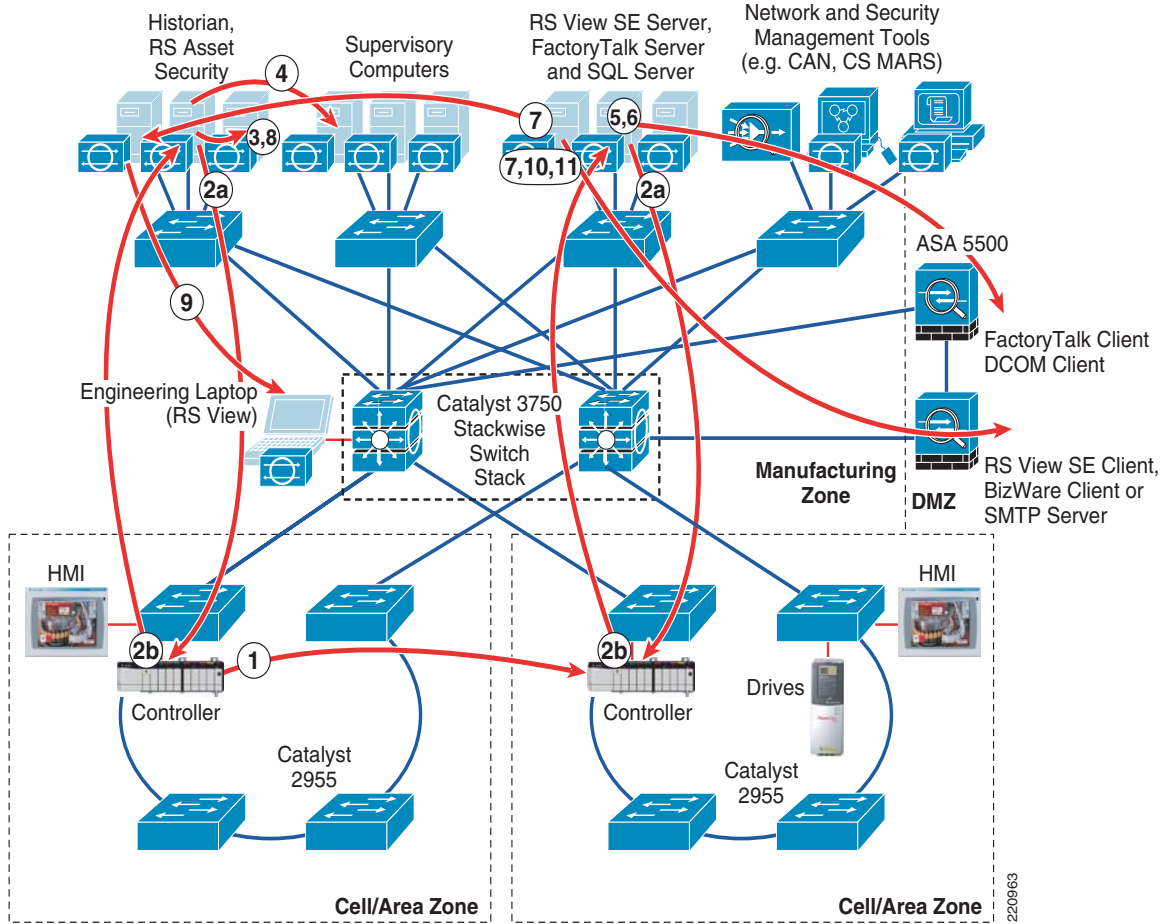 Historian,
RS Asset
Security
Supervisory
Computers
RS View SE Server,
FactoryTalk Server
and SQL Server
Network and Security
Management Tools
(e.g. CAN, CS MARS)
4
3,8
2a
7
5,6
7,10,11
2a
9
ASA 5500
FactoryTalk Client
DCOM Client
Engineering Laptop
(RS View)
Catalyst 3750
Stackwise
Switch
Stack
Manufacturing
Zone
DMZ
RS View SE Client,
BizWare Client or
SMTP Server
HMI
2b
1
Controller
Catalyst
2955
Cell/Area Zone
HMI
2b
Controller
Drives
Catalyst
2955
Cell/Area Zone
220963